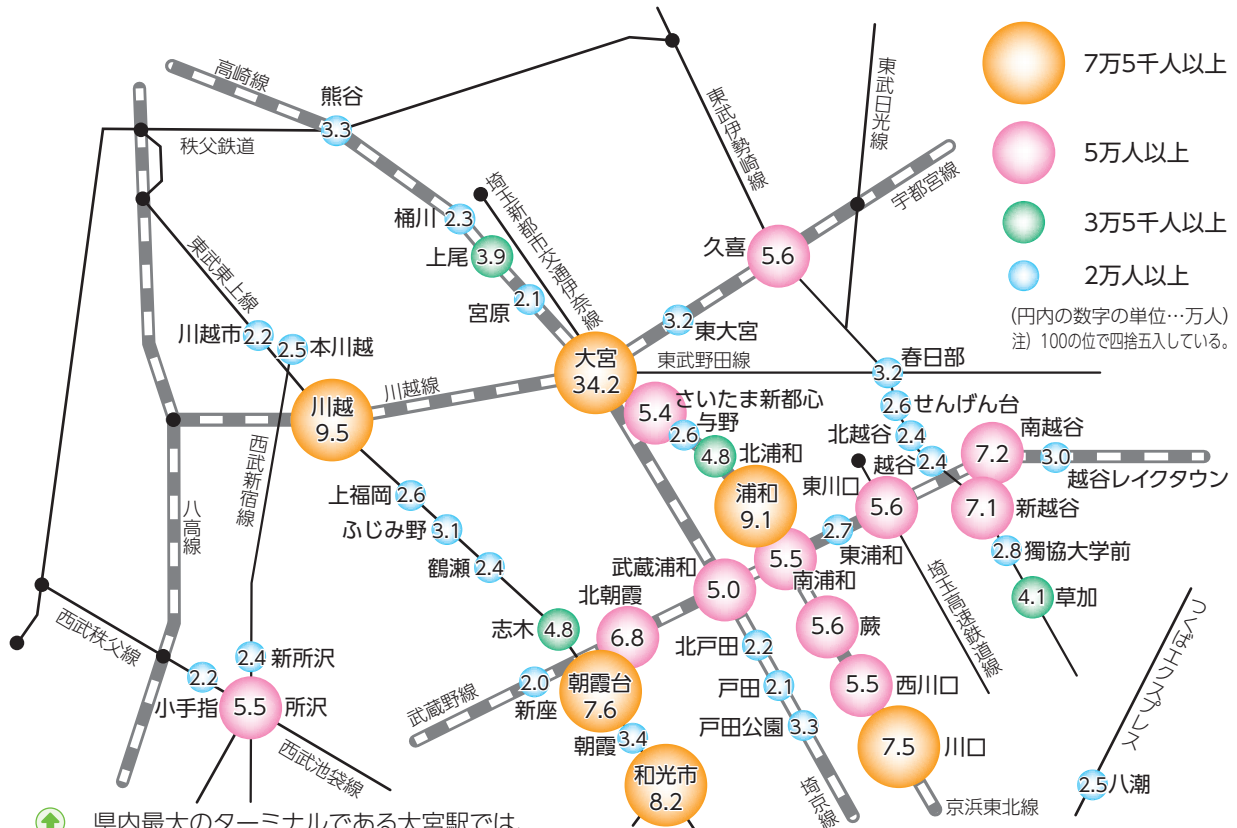 高崎線
熊谷
3.3
秩父鉄道
東武伊勢崎線
東武日光線
宇都宮線
7万5千人以上
5万人以上
3万5千人以上
2万人以上
(円内の数字の単位…万人)
注) 100の位で四捨五入している。
埼玉新都市交通伊奈線
桶川 2.3
上尾 3.9
宮原 2.1
久喜
5.6
東武東上線
川越市 2.2
2.5 本川越
3.2 東大宮
大宮
34.2
東武野田線
春日部
3.2
川越線
川越
9.5
5.4 さいたま新都心
2.6 与野
4.8 北浦和
2.6 せんげん台
北越谷 2.4
越谷 2.4
南越谷
7.2
3.0
越谷レイクタウン
西武新宿線
八高線
上福岡 2.6
ふじみ野 3.1
鶴瀬 2.4
浦和
9.1
東川口
5.6
7.1 新越谷
2.7
東浦和
5.5
南浦和
武蔵浦和
5.0
2.8 獨協大学前
4.1 草加
埼玉高速鉄道線
つくばエクスプレス
北朝霞
6.8
志木 4.8
5.6 蕨
北戸田 2.2
西武秩父線
2.4 新所沢
2.2
小手指
5.5 所沢
武蔵野線
2.0
新座
朝霞台
7.6
戸田 2.1
5.5 西川口
戸田公園 3.3
朝霞 3.4
7.5 川口
西武池袋線
和光市
8.2
2.5 八潮
埼京線
京浜東北線
県内最大のターミナルである大宮駅では、